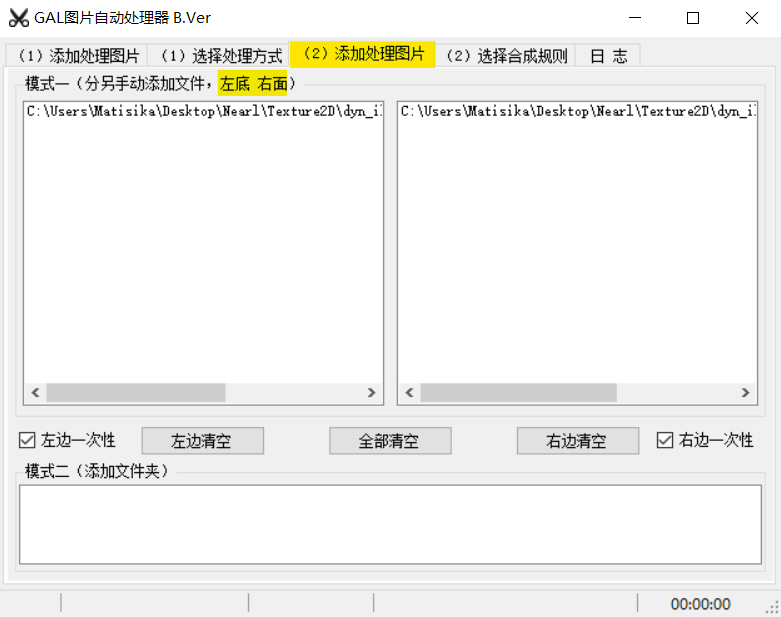 GAL图片自动处理器 B.Ver
（1）添加处理图片 （1）选择处理方式 （2）添加处理图片 （2）选择合成规则 日 志
模式一（分另手动添加文件，左底 右面）
C:\Users\Matisika\Desktop\Nearl\Texture2D\dyn_i C:\Users\Matisika\Desktop\Nearl\Texture2D\dyn_i
左边一次性 左边清空 全部清空 右边清空 右边一次性
模式二（添加文件夹）
00:00:00